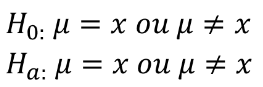 H₀: μ = x ou μ ≠ x
Hₐ: μ = x ou μ ≠ x